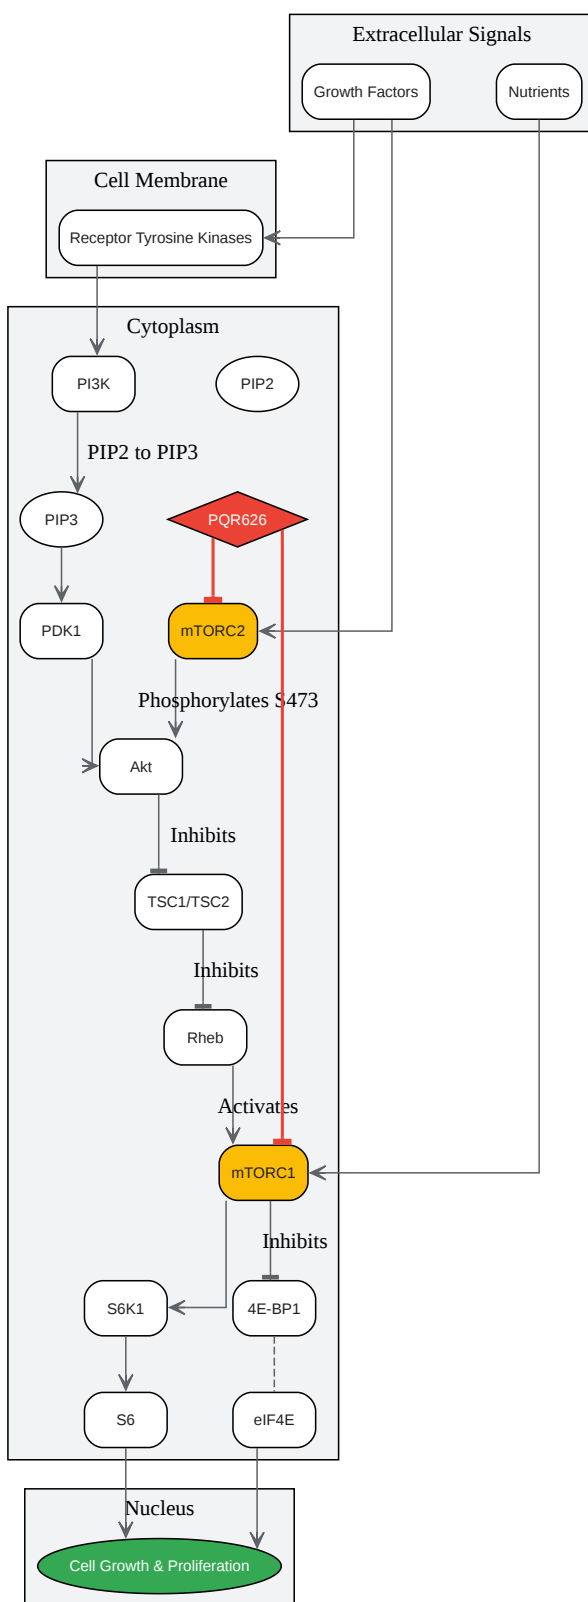 Extracellular Signals
Growth Factors
Nutrients
Cell Membrane
Receptor Tyrosine Kinases
Cytoplasm
PI3K
PIP2
PIP2 to PIP3
PIP3
PQR626
PDK1
mTORC2
Phosphorylates S473
Akt
Inhibits
TSC1/TSC2
Inhibits
Rheb
Activates
mTORC1
Inhibits
S6K1
4E-BP1
S6
eIF4E
Nucleus
Cell Growth & Proliferation